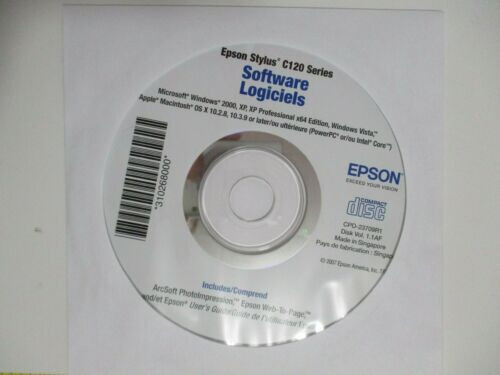 Epson Stylus® C120 Series
Software
Logiciels
Microsoft® Windows® 2000, XP, XP Professional x64 Edition, Windows Vista,™
Apple® Macintosh® OS X 10.2.8, 10.3.9 or later/ou ultérieure (PowerPC® or/ou Intel® Core™)
*310268000*
EPSON®
EXCEED YOUR VISION
COMPACT
disc
CPD-23709R1
Disk Vol. 1.1AF
Made in Singapore
Pays de fabrication : Singap
© 2007 Epson America, Inc.
Includes/Comprend
ArcSoft PhotoImpression,™ Epson Web-To-Page,™
and/et Epson® User's Guide/Guide de l'utilisateur